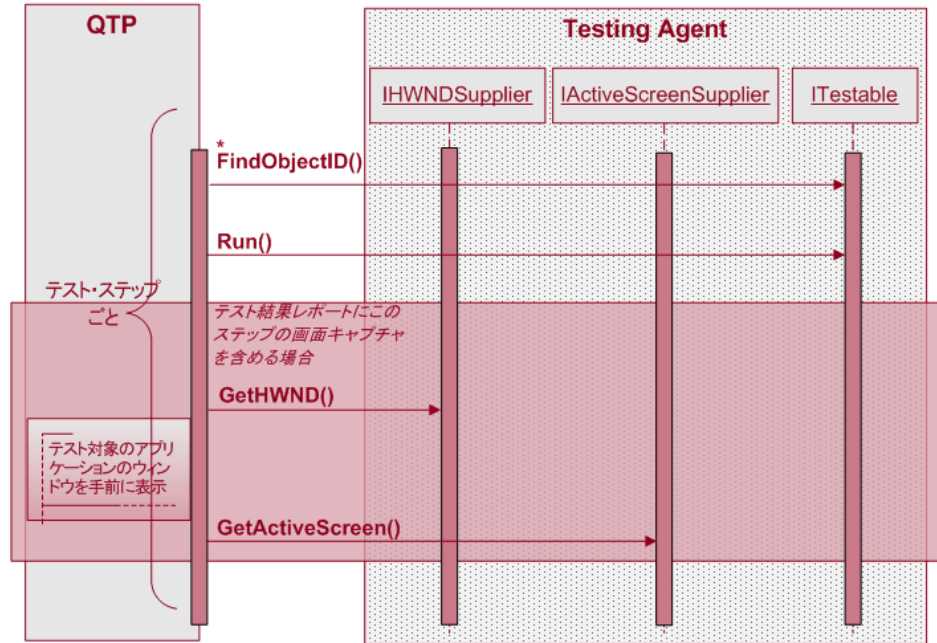 QTP
Testing Agent
IHWNDSupplier
IActiveScreenSupplier
ITestable
*
FindObjectID()
Run()
テスト・ステップ
ごと
テスト結果レポートにこの
ステップの画面キャプチャ
を含める場合
GetHWND()
テスト対象のアプリ
ケーションのウィン
ドウを手前に表示
GetActiveScreen()